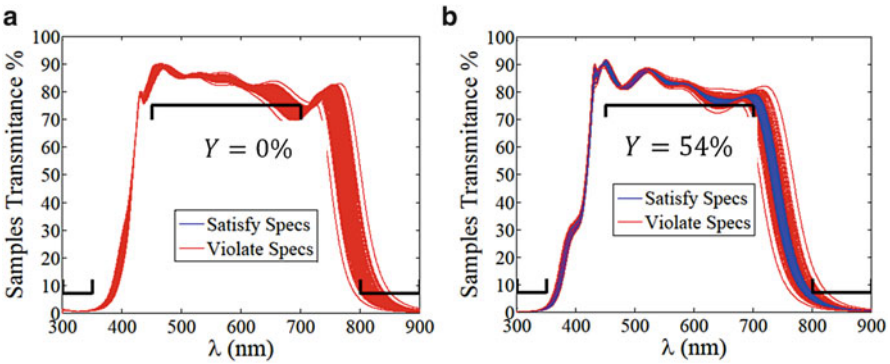 a
Samples Transmitance %
100
90
80
70
60
50
40
30
20
10
0
Y = 0%
Satisfy Specs
Violate Specs
300 400 500 600 700 800 900
λ (nm)
b
Samples Transmitance %
100
90
80
70
60
50
40
30
20
10
0
Y = 54%
Satisfy Specs
Violate Specs
300 400 500 600 700 800 900
λ (nm)